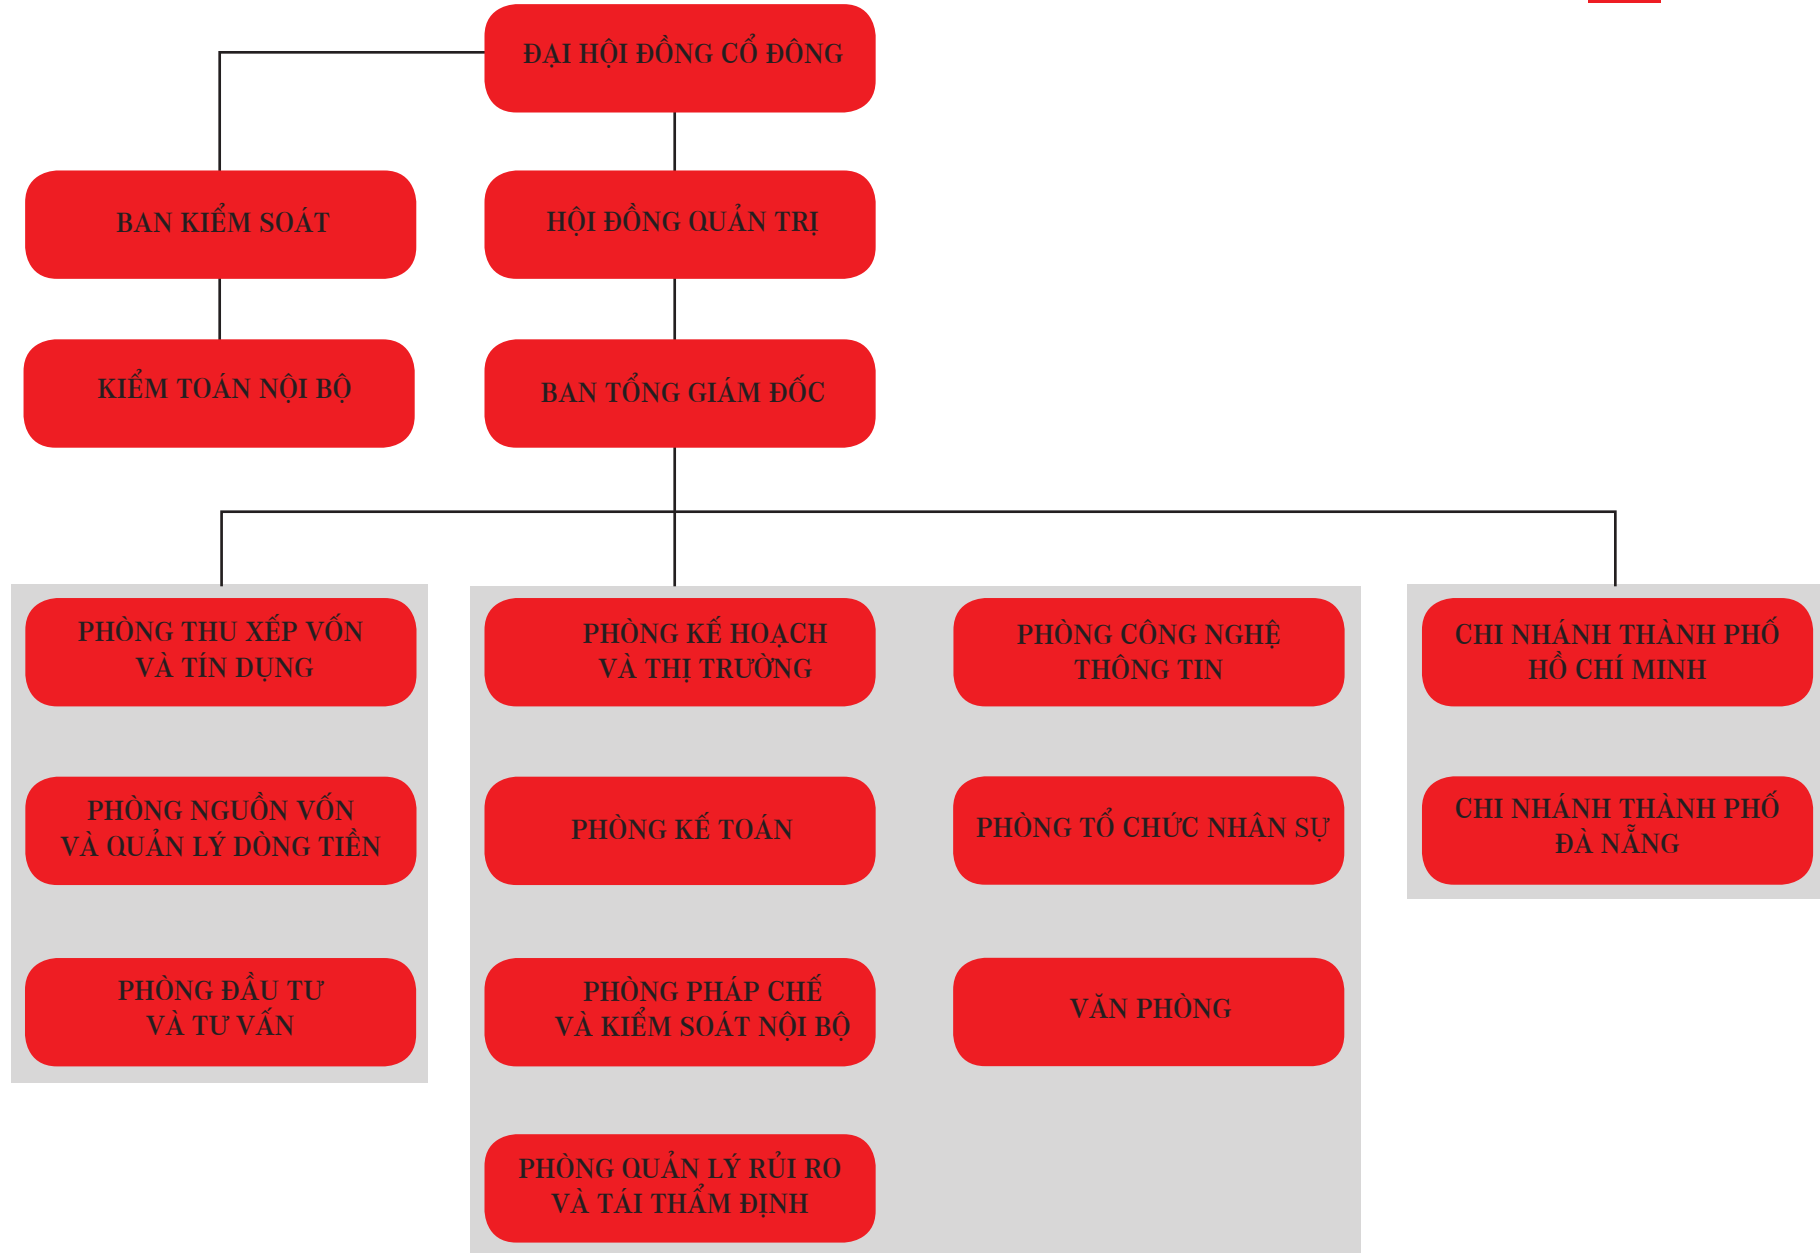 ĐẠI HỘI ĐỒNG CỔ ĐÔNG
BAN KIỂM SOÁT
HỘI ĐỒNG QUẢN TRỊ
KIỂM TOÁN NỘI BỘ
BAN TỔNG GIÁM ĐỐC
PHÒNG THU XẾP VỐN
VÀ TÍN DỤNG
PHÒNG KẾ HOẠCH
VÀ THỊ TRƯỜNG
PHÒNG CÔNG NGHỆ
THÔNG TIN
CHI NHÁNH THÀNH PHỐ
HỒ CHÍ MINH
PHÒNG NGUỒN VỐN
VÀ QUẢN LÝ DÒNG TIỀN
PHÒNG KẾ TOÁN
PHÒNG TỔ CHỨC NHÂN SỰ
CHI NHÁNH THÀNH PHỐ
ĐÀ NẴNG
PHÒNG ĐẦU TƯ
VÀ TƯ VẤN
PHÒNG PHÁP CHẾ
VÀ KIỂM SOÁT NỘI BỘ
VĂN PHÒNG
PHÒNG QUẢN LÝ RỦI RO
VÀ TÁI THẨM ĐỊNH